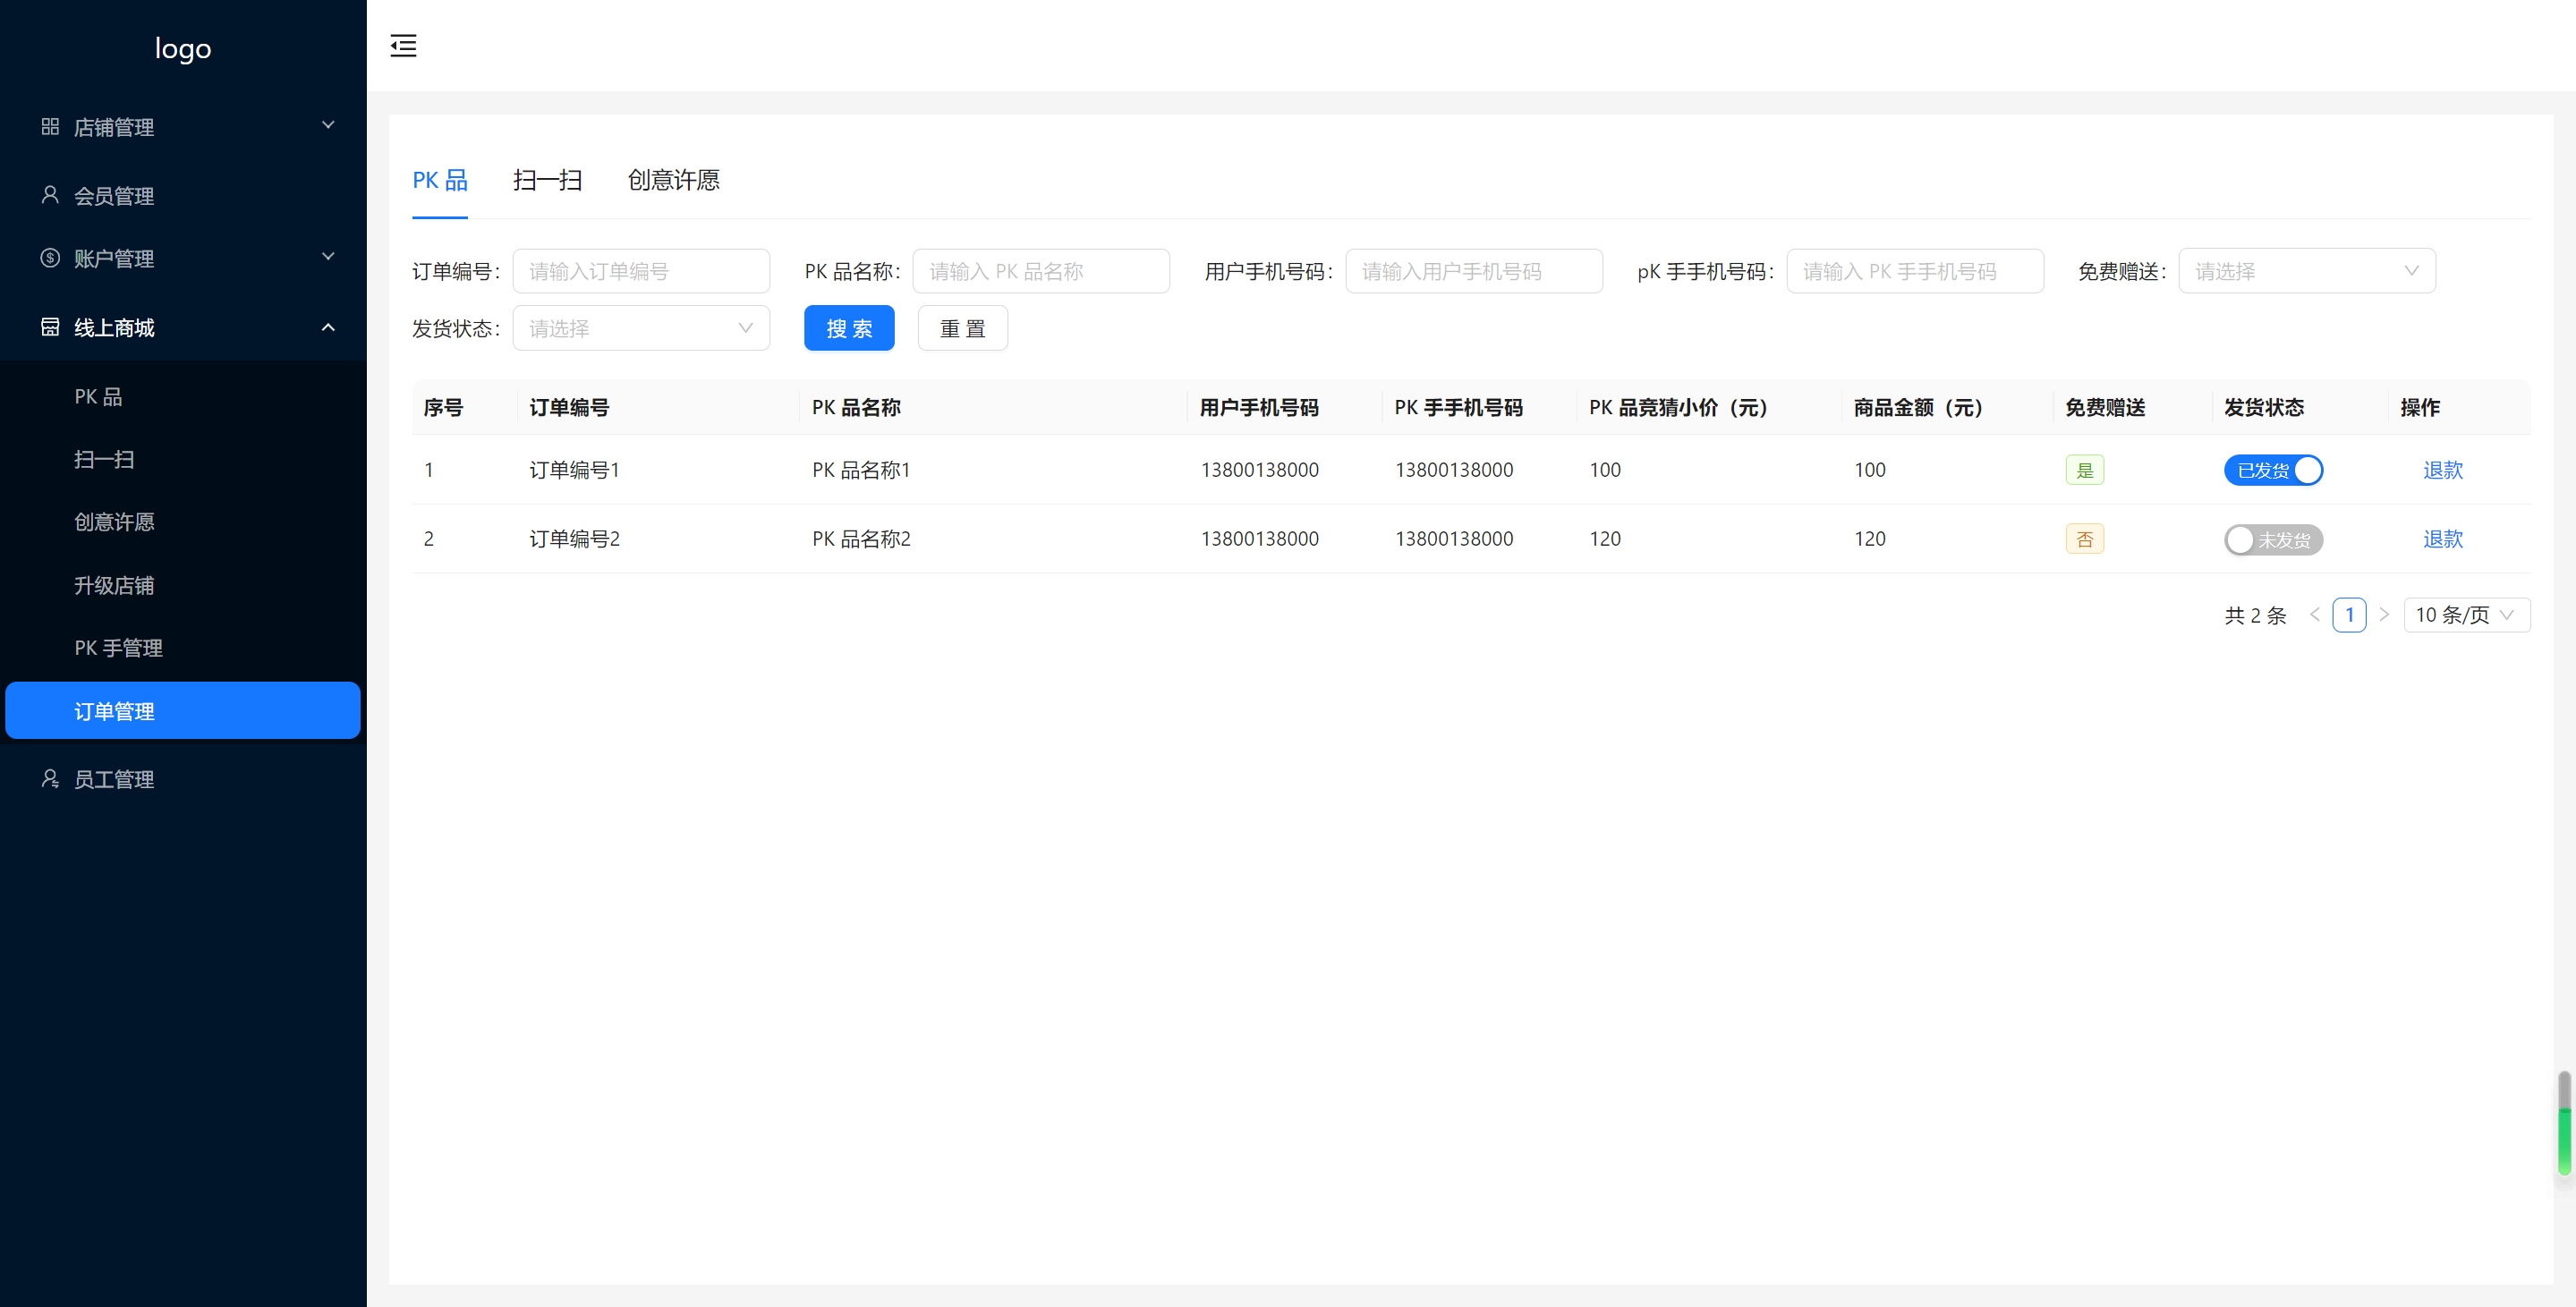 logo
店铺管理
会员管理
账户管理
线上商城
PK 品
扫一扫
创意许愿
升级店铺
PK 手管理
订单管理
员工管理
PK 品 扫一扫 创意许愿
订单编号: 请输入订单编号 PK 品名称: 请输入 PK 品名称 用户手机号码: 请输入用户手机号码 pK 手手机号码: 请输入 PK 手手机号码 免费赠送: 请选择
发货状态: 请选择 搜 索 重 置
序号 订单编号 PK 品名称 用户手机号码 PK 手手机号码 PK 品竞猜小价（元） 商品金额（元） 免费赠送 发货状态 操作
1 订单编号1 PK 品名称1 13800138000 13800138000 100 100 是 已发货 退款
2 订单编号2 PK 品名称2 13800138000 13800138000 120 120 否 未发货 退款
共 2 条 < 1 > 10 条/页